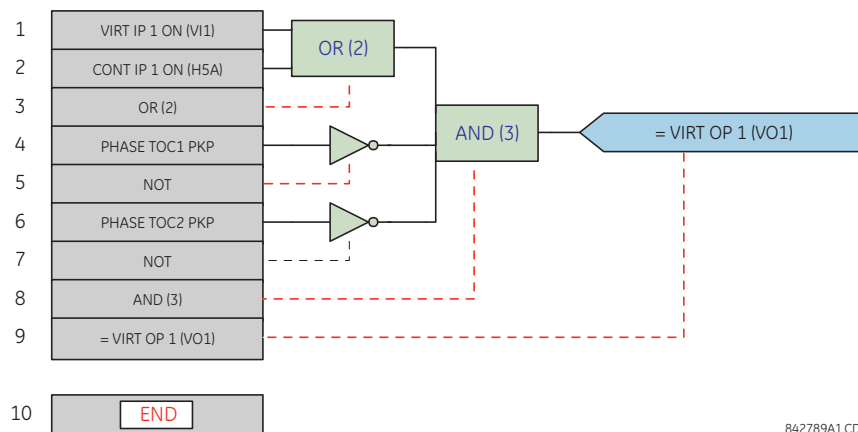 1 VIRT IP 1 ON (VI1)
OR (2)
2 CONT IP 1 ON (H5A)
3 OR (2)
4 PHASE TOC1 PKP
AND (3)
= VIRT OP 1 (VO1)
5 NOT
6 PHASE TOC2 PKP
7 NOT
8 AND (3)
9 = VIRT OP 1 (VO1)
10 END